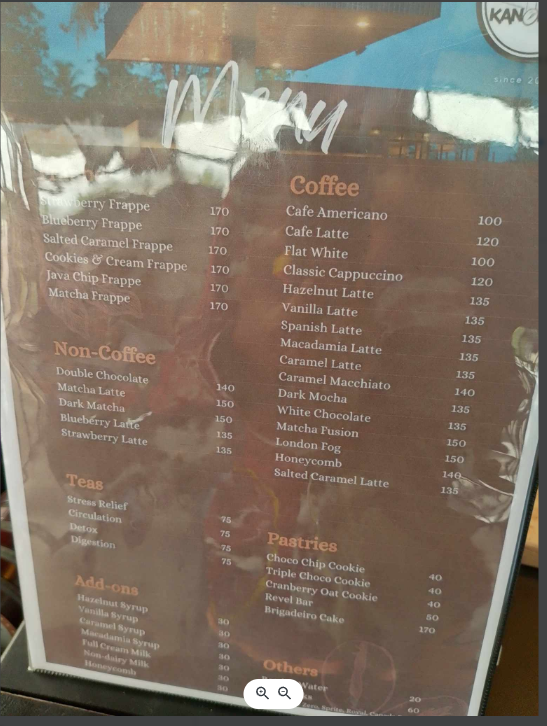 KAN
since 20
Menu
Strawberry Frappe 170
Blueberry Frappe 170
Salted Caramel Frappe 170
Cookies & Cream Frappe 170
Java Chip Frappe 170
Matcha Frappe 170
Non-Coffee
Double Chocolate 140
Matcha Latte 150
Dark Matcha 150
Blueberry Latte 135
Strawberry Latte 135
Teas
Stress Relief 75
Circulation 75
Detox 75
Digestion 75
Add-ons
Hazelnut Syrup 30
Vanilla Syrup 30
Caramel Syrup 30
Macadamia Syrup 30
Full Cream Milk 30
Non-dairy Milk 30
Honeycomb 30
Coffee
Cafe Americano 100
Cafe Latte 120
Flat White 100
Classic Cappuccino 120
Hazelnut Latte 135
Vanilla Latte 135
Spanish Latte 135
Macadamia Latte 135
Caramel Latte 135
Caramel Macchiato 140
Dark Mocha 135
White Chocolate 135
Matcha Fusion 150
London Fog 150
Honeycomb 140
Salted Caramel Latte 135
Pastries
Choco Chip Cookie 40
Triple Choco Cookie 40
Cranberry Oat Cookie 40
Revel Bar 50
Brigadeiro Cake 170
Others
Water 20
60
Zero, Sprite, Royal